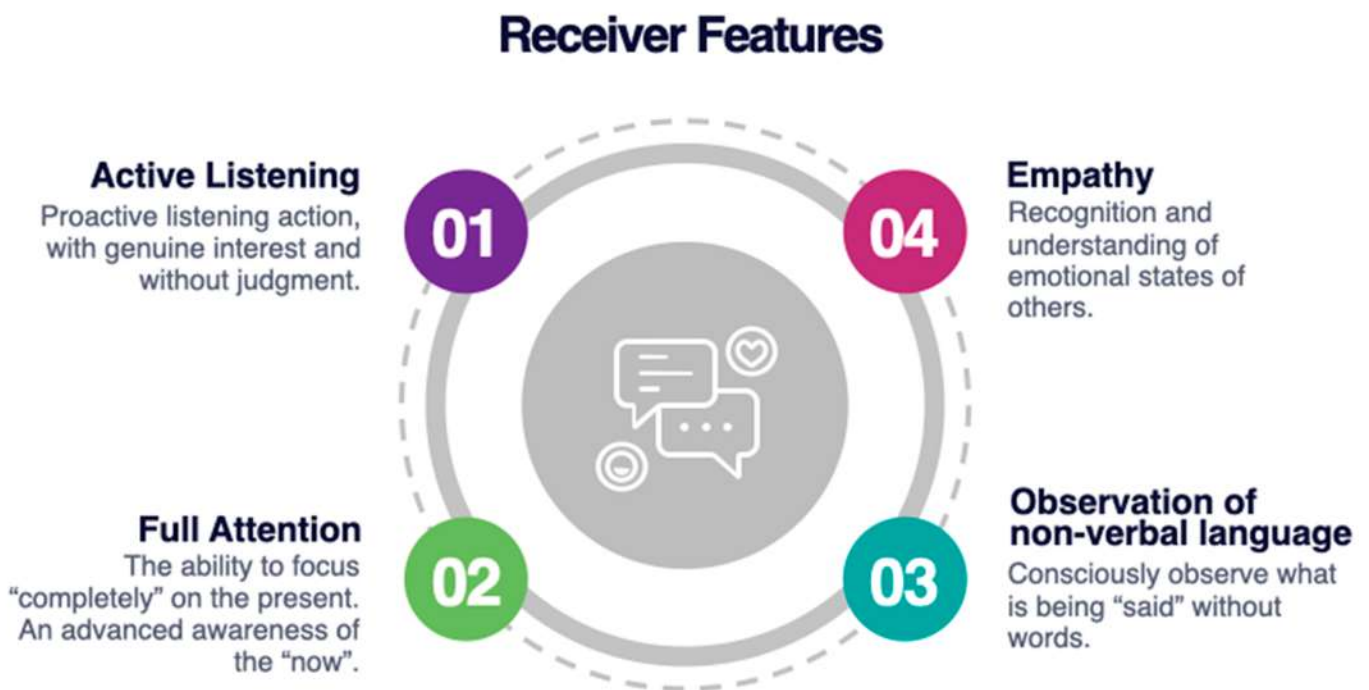 Receiver Features
01
Active Listening
Proactive listening action,
with genuine interest and
without judgment.
02
Full Attention
The ability to focus
“completely” on the present.
An advanced awareness of
the “now”.
03
Observation of
non-verbal language
Consciously observe what
is being “said” without
words.
04
Empathy
Recognition and
understanding of
emotional states of
others.